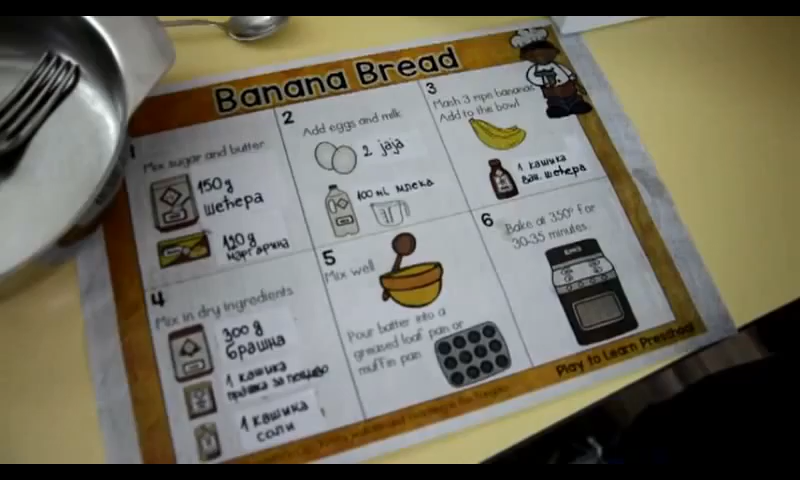 Banana Bread
1
Mix sugar and butter
150g
шећера
120g
маргарина
2
Add eggs and milk
2 јаја
100 ml млека
3
Mash 3 ripe bananas
Add to the bowl
1 кашика
ван. шећера
4
Mix in dry ingredients
300 g
брашна
1 кашика
прашка за пециво
1 кашика
соли
5
Mix well
Pour batter into a
greased loaf pan or
muffin pan
6
Bake at 350° for
30-35 minutes
Play to Learn Preschool